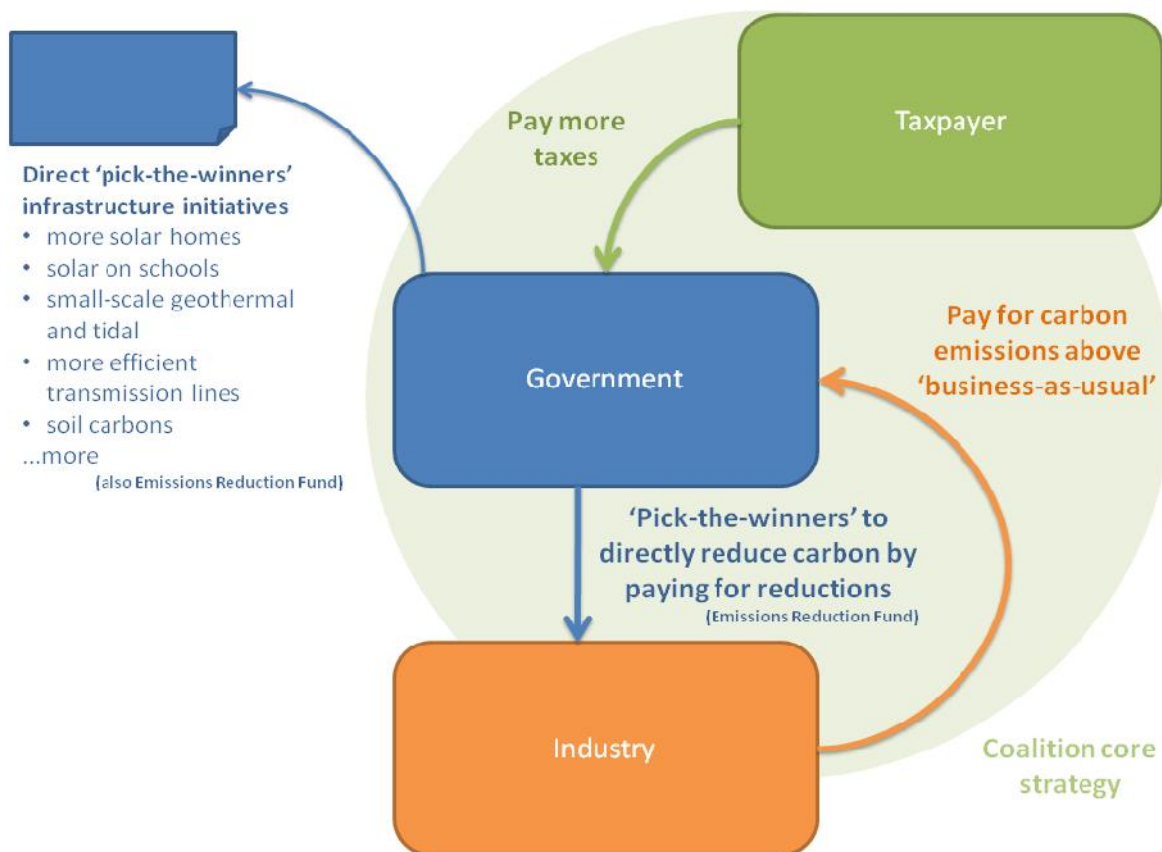 Direct ‘pick-the-winners’
infrastructure initiatives
• more solar homes
• solar on schools
• small-scale geothermal
and tidal
• more efficient
transmission lines
• soil carbons
...more
(also Emissions Reduction Fund)
Pay more
taxes
Taxpayer
Government
Pay for carbon
emissions above
‘business-as-usual’
‘Pick-the-winners’ to
directly reduce carbon by
paying for reductions
(Emissions Reduction Fund)
Industry
Coalition core
strategy